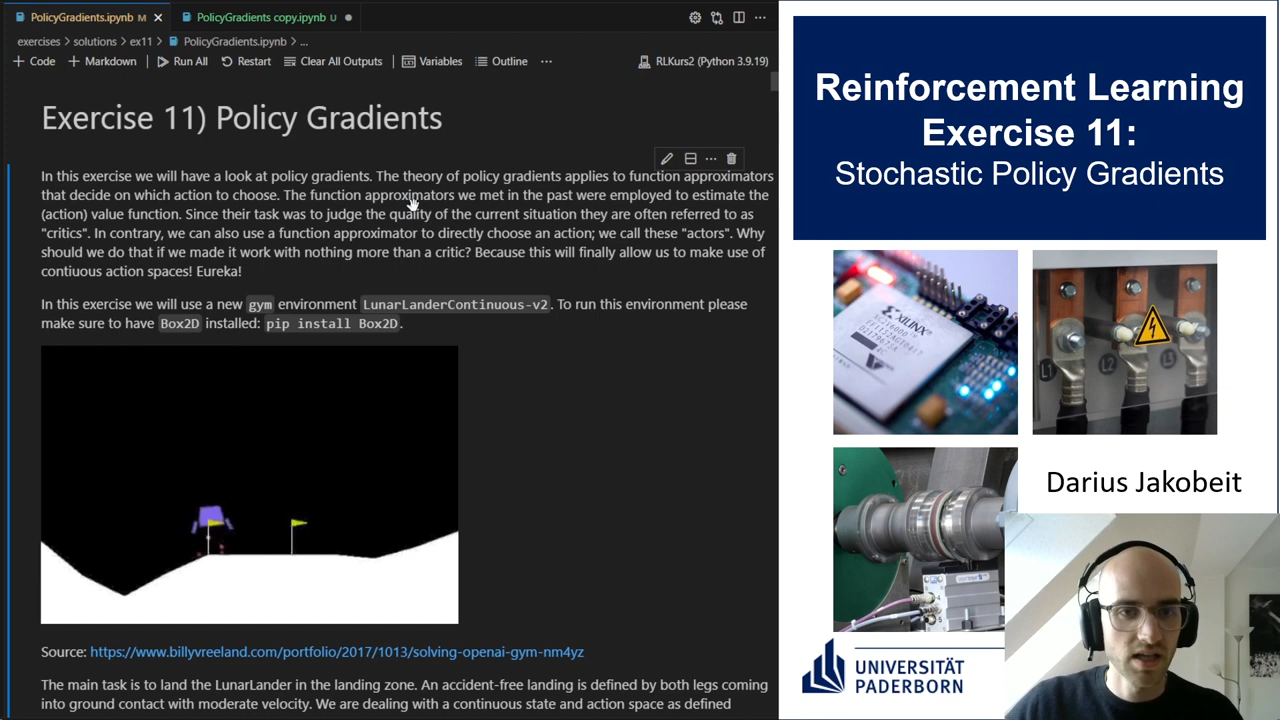 PolicyGradients.ipynb M
PolicyGradients copy.ipynb U
exercises > solutions > ex11 > PolicyGradients.ipynb > ...
+ Code + Markdown | Run All Restart Clear All Outputs | Variables Outline ... RLKurs2 (Python 3.9.19)
Exercise 11) Policy Gradients
In this exercise we will have a look at policy gradients. The theory of policy gradients applies to function approximators
that decide on which action to choose. The function approximators we met in the past were employed to estimate the
(action) value function. Since their task was to judge the quality of the current situation they are often referred to as
"critics". In contrary, we can also use a function approximator to directly choose an action; we call these "actors". Why
should we do that if we made it work with nothing more than a critic? Because this will finally allow us to make use of
contiuous action spaces! Eureka!
In this exercise we will use a new gym environment LunarLanderContinuous-v2. To run this environment please
make sure to have Box2D installed: pip install Box2D.
Source: https://www.billyvreeland.com/portfolio/2017/1013/solving-openai-gym-nm4yz
The main task is to land the LunarLander in the landing zone. An accident-free landing is defined by both legs coming
into ground contact with moderate velocity. We are dealing with a continuous state and action space as defined
Reinforcement Learning
Exercise 11:
Stochastic Policy Gradients
XILINX
L1
L2
L3
Darius Jakobeit
UNIVERSITÄT
PADERBORN